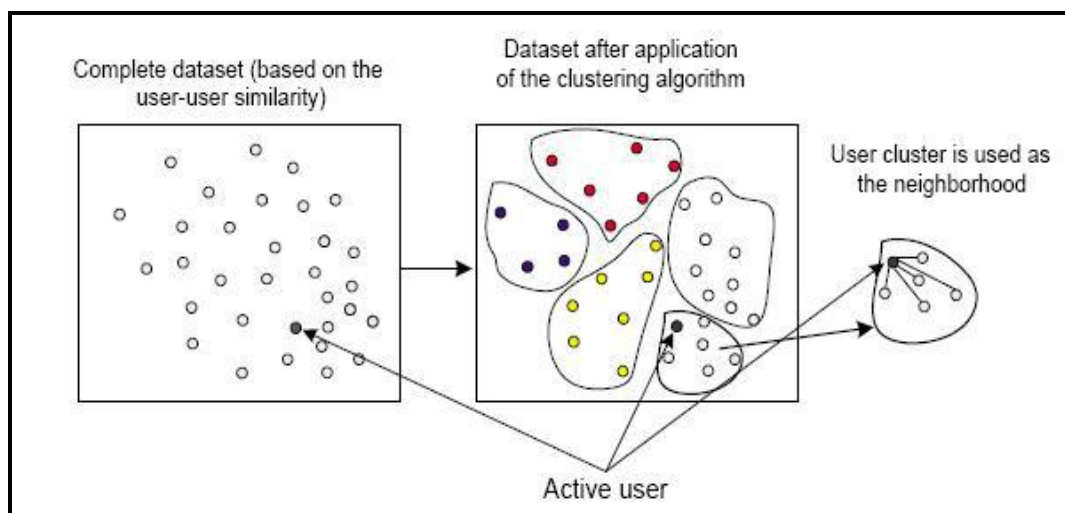 Complete dataset (based on the
user-user similarity)
Dataset after application
of the clustering algorithm
User cluster is used as
the neighborhood
Active user